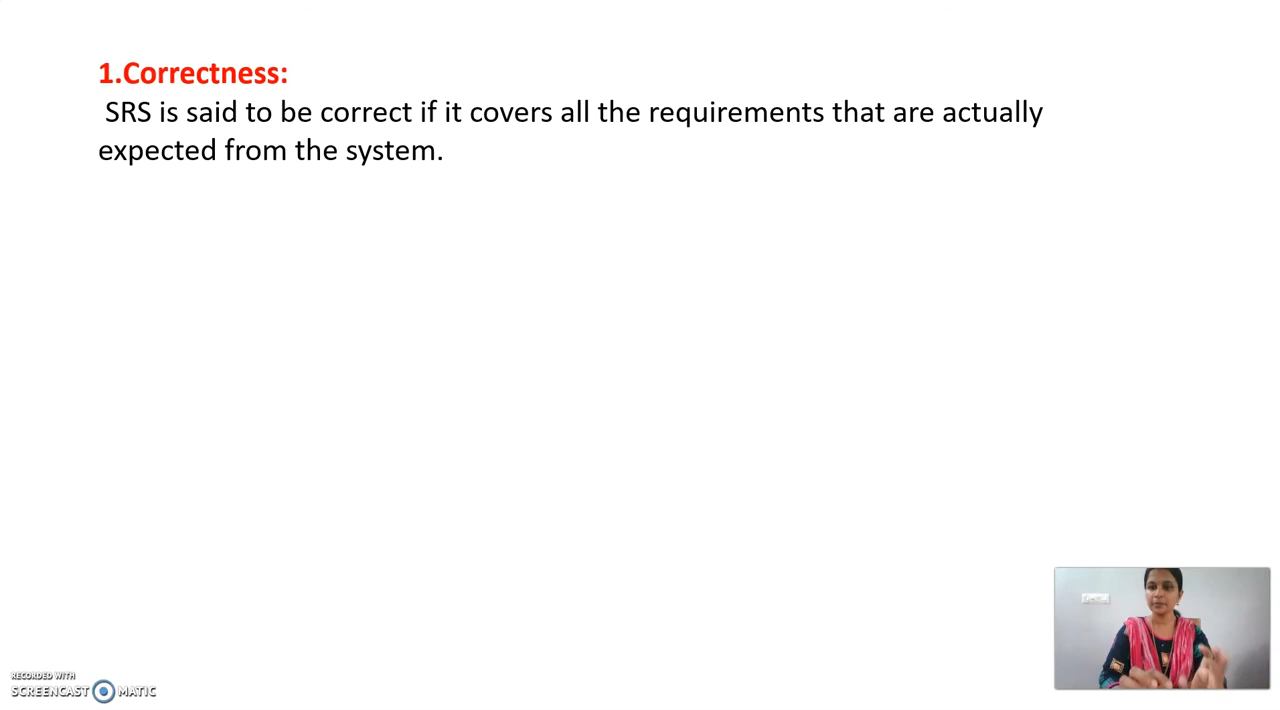 1.Correctness:
SRS is said to be correct if it covers all the requirements that are actually
expected from the system.
RECORDED WITH
SCREENCAST MATIC